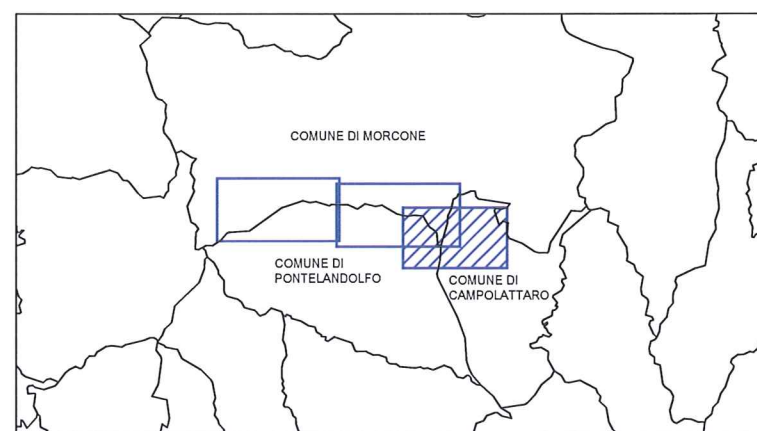 COMUNE DI MORCONE
COMUNE DI
PONTELANDOLFO
COMUNE DI
CAMPOLATTARO